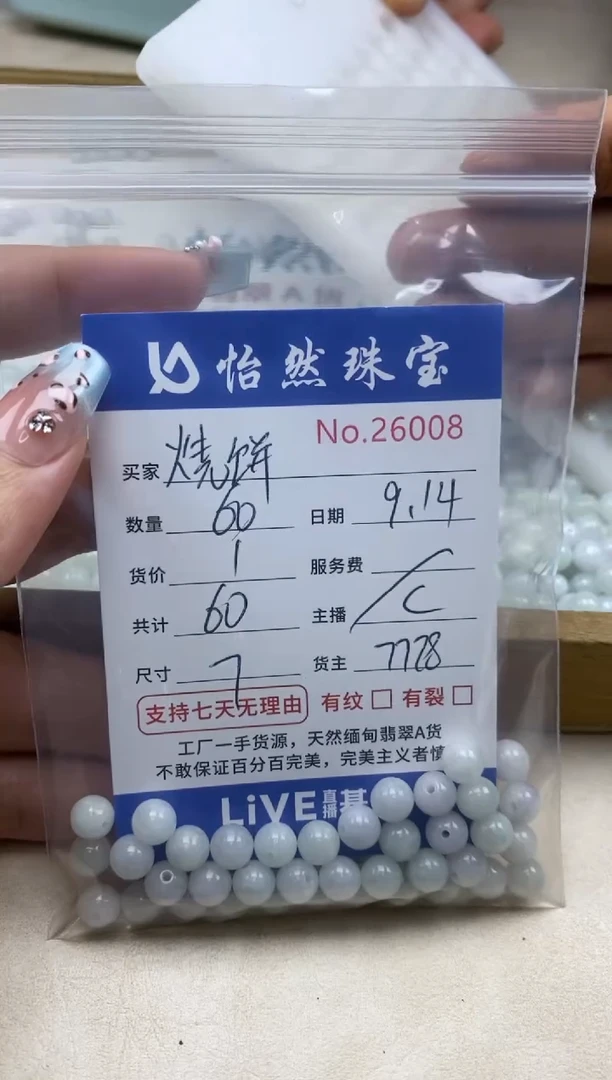 怡然珠宝
No.26008
买家 烧饼
数量 60 日期 9.14
货价 1 服务费
共计 60 主播 C
尺寸 7 货主 7728
支持七天无理由 有纹 □ 有裂 □
工厂一手货源，天然缅甸翡翠A货
不敢保证百分百完美，完美主义者慎
LiVE 直播基